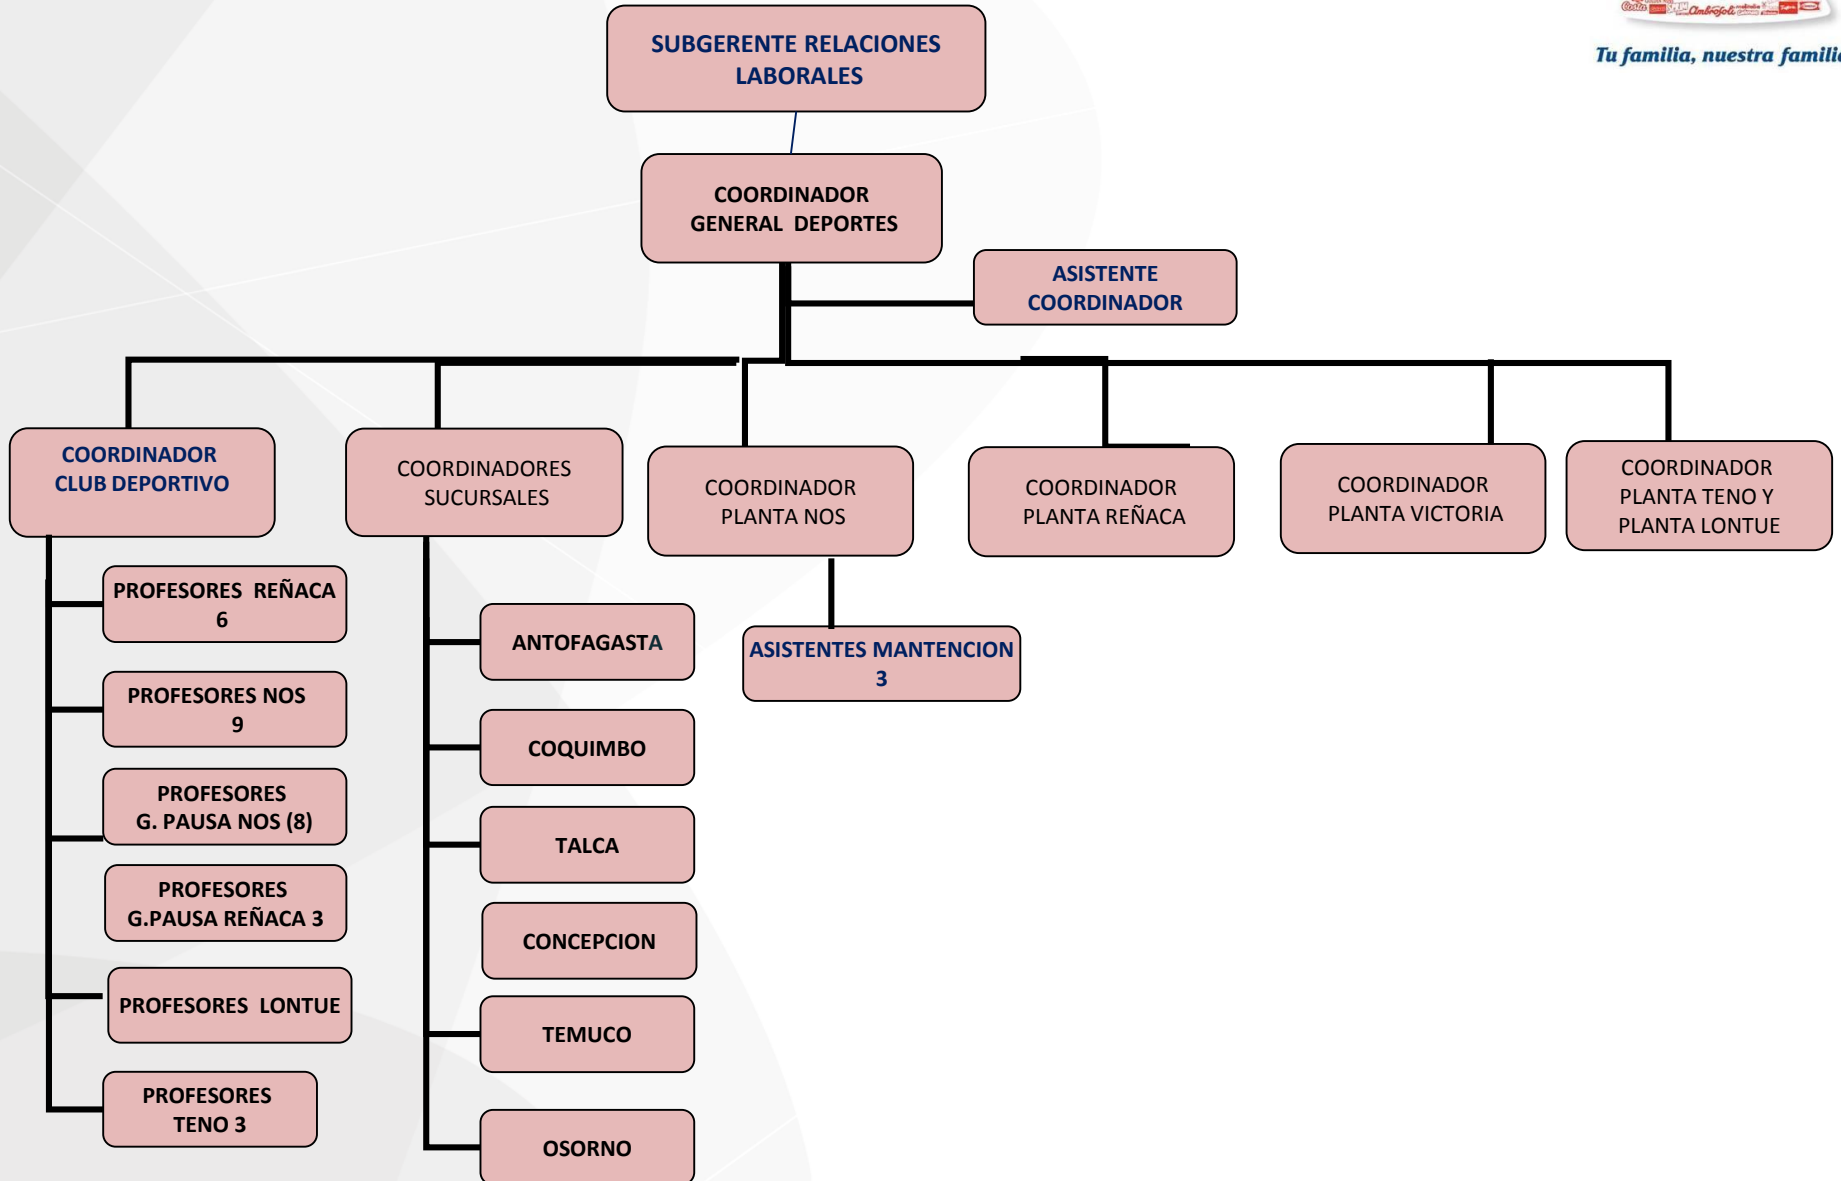 Costa
Ambrosoli
Tu familia, nuestra familia
SUBGERENTE RELACIONES
LABORALES
COORDINADOR
GENERAL DEPORTES
ASISTENTE
COORDINADOR
COORDINADOR
CLUB DEPORTIVO
COORDINADORES
SUCURSALES
COORDINADOR
PLANTA NOS
COORDINADOR
PLANTA REÑACA
COORDINADOR
PLANTA VICTORIA
COORDINADOR
PLANTA TENO Y
PLANTA LONTUE
PROFESORES REÑACA
6
PROFESORES NOS
9
PROFESORES
G. PAUSA NOS (8)
PROFESORES
G.PAUSA REÑACA 3
PROFESORES LONTUE
PROFESORES
TENO 3
ANTOFAGASTA
COQUIMBO
TALCA
CONCEPCION
TEMUCO
OSORNO
ASISTENTES MANTENCION
3